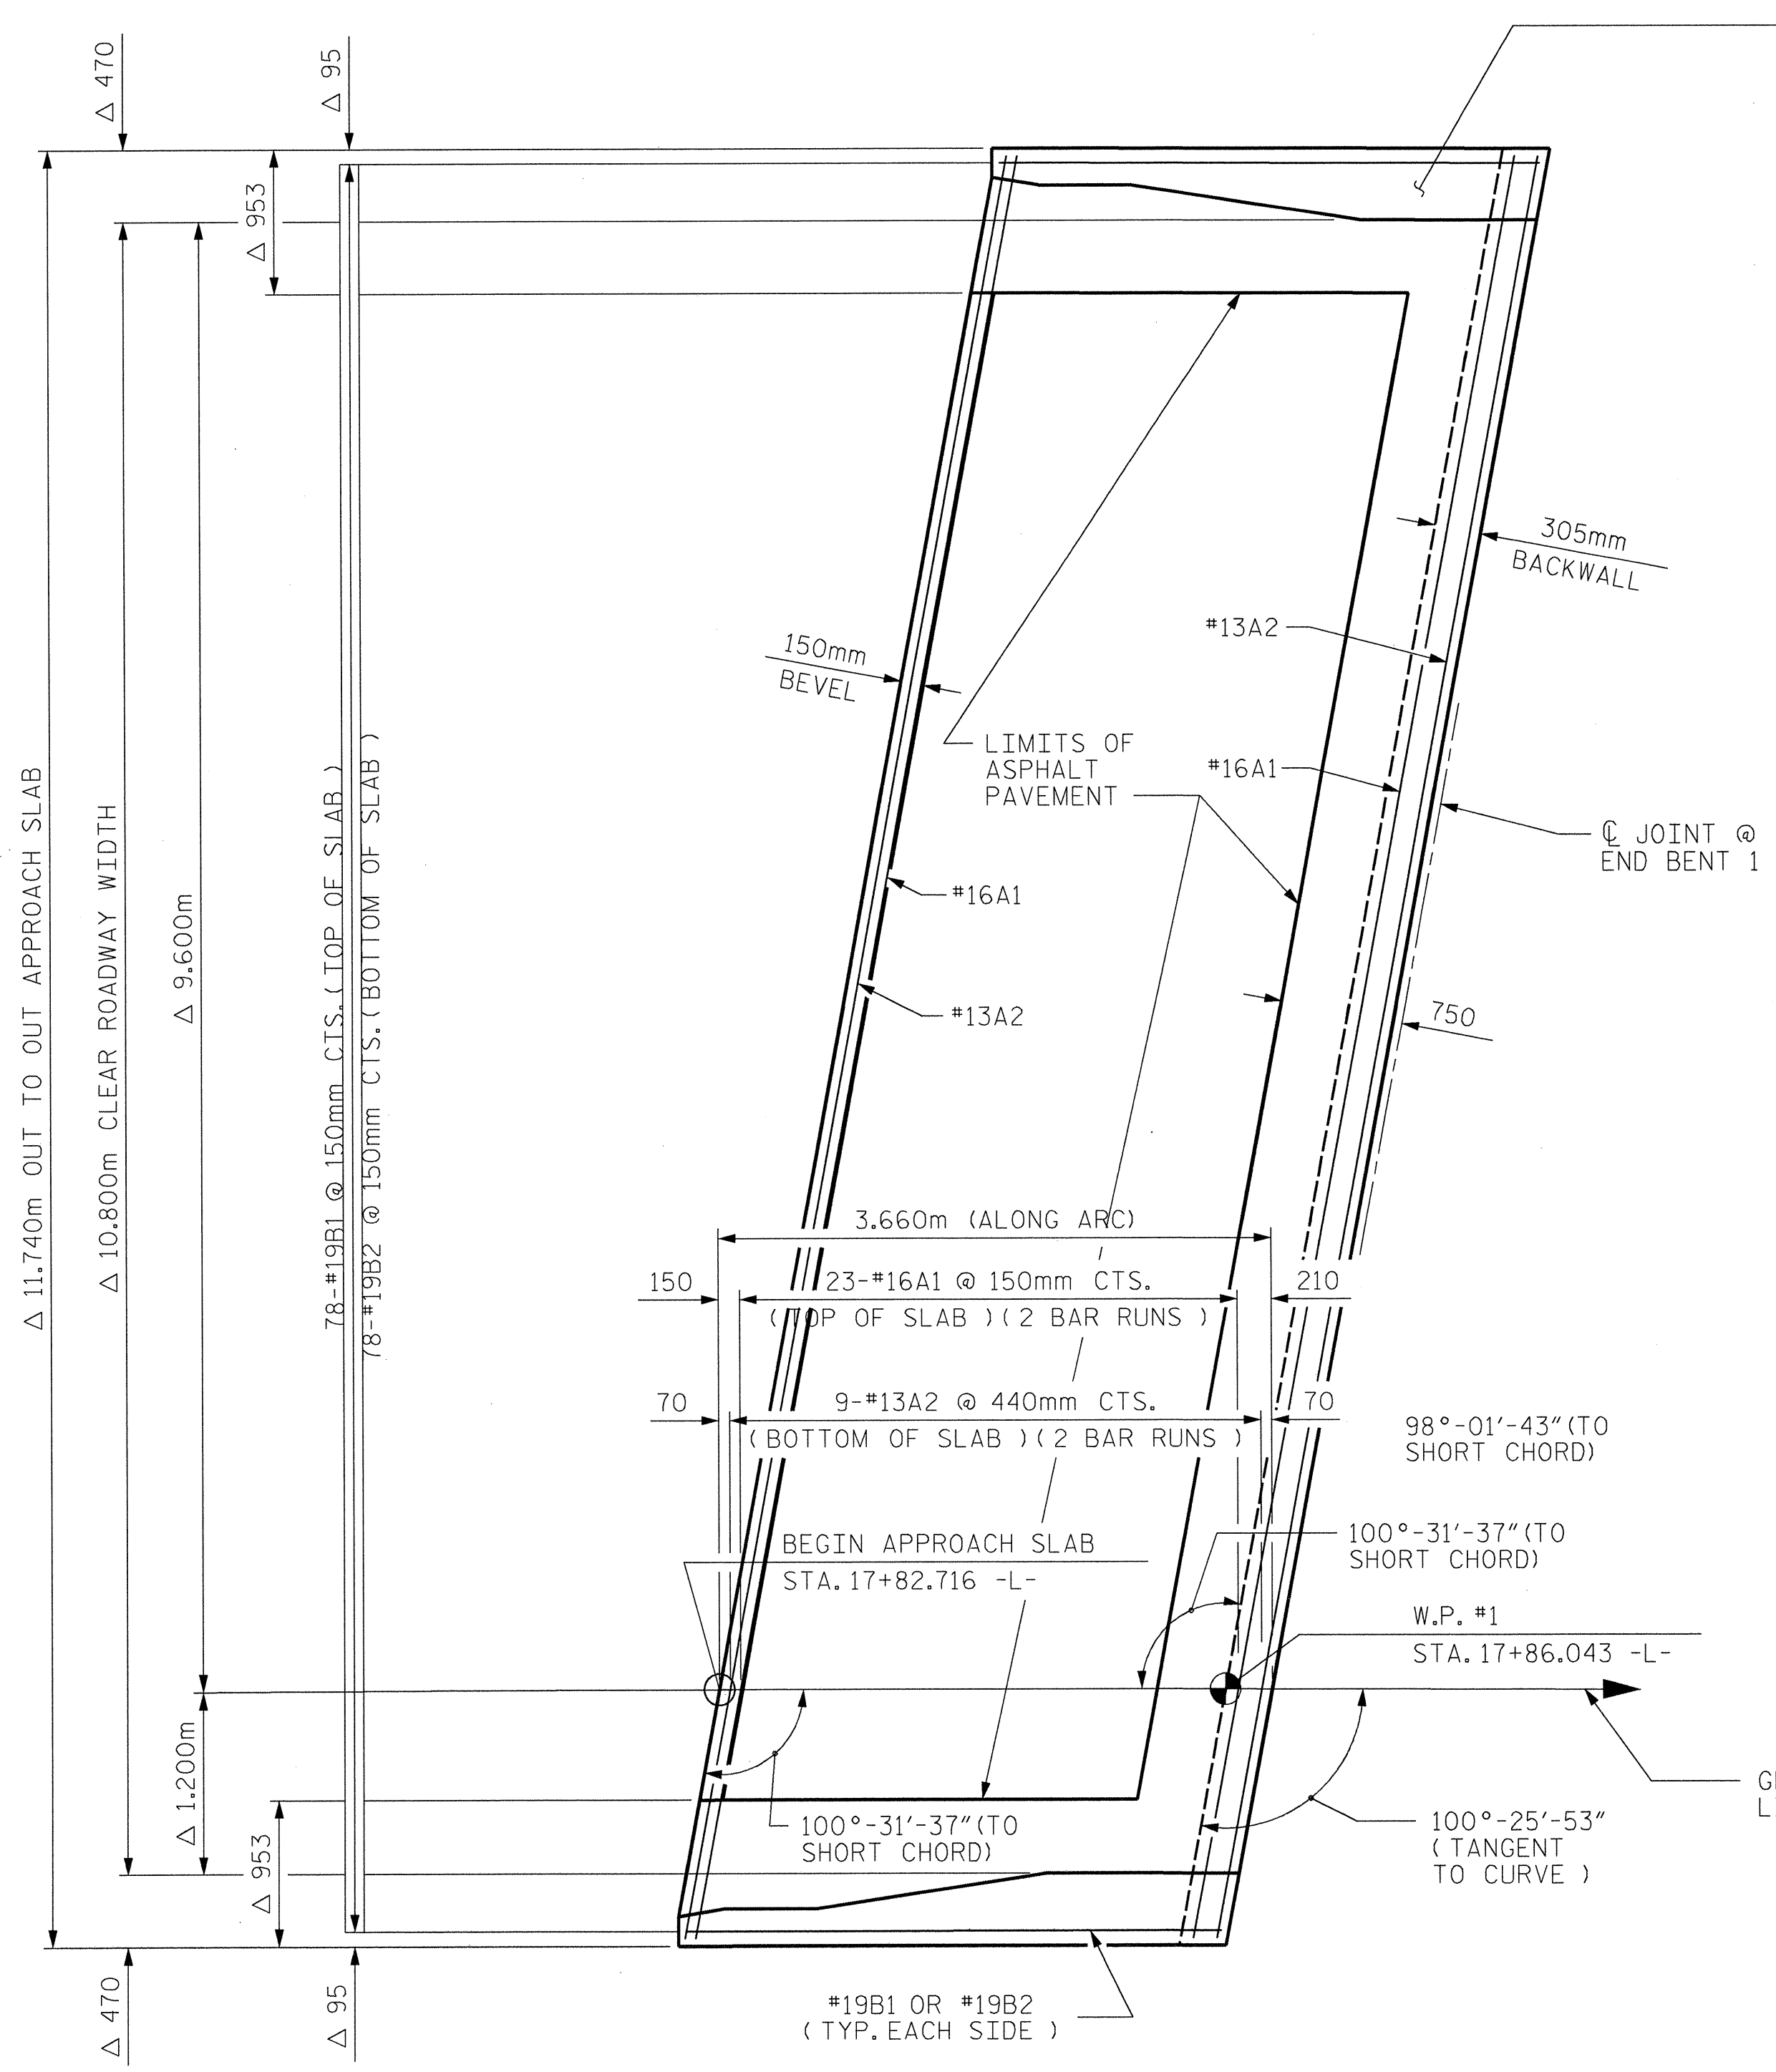 △ 470
△ 95
△ 953
△ 11.740m OUT TO OUT APPROACH SLAB
△ 10.800m CLEAR ROADWAY WIDTH
△ 9.600m
78-#19B1 @ 150mm CTS.(TOP OF SLAB)
78-#19B2 @ 150mm CTS.(BOTTOM OF SLAB)
305mm
BACKWALL
#13A2
150mm
BEVEL
LIMITS OF
ASPHALT
PAVEMENT
#16A1
℄ JOINT @
END BENT 1
#16A1
#13A2
750
3.660m (ALONG ARC)
150
23-#16A1 @ 150mm CTS.
210
(TOP OF SLAB)(2 BAR RUNS)
70
9-#13A2 @ 440mm CTS.
70
(BOTTOM OF SLAB)(2 BAR RUNS)
98°-01'-43"(TO
SHORT CHORD)
BEGIN APPROACH SLAB
STA.17+82.716 -L-
100°-31'-37"(TO
SHORT CHORD)
W.P. #1
STA.17+86.043 -L-
△ 1.200m
△ 953
100°-31'-37"(TO
SHORT CHORD)
100°-25'-53"
(TANGENT
TO CURVE)
△ 470
△ 95
#19B1 OR #19B2
(TYP.EACH SIDE)